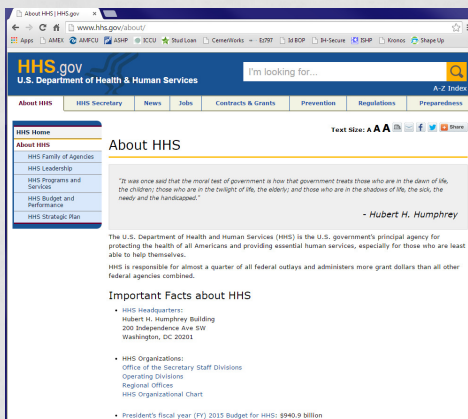 About HHS | HHS.gov
www.hhs.gov/about/
Apps AMEX AMPCU ASHP ICCU Stud Loan CernerWorks -- Ez797 Jd BOP IH-Secure ISHP Kronos Shape Up
HHS.gov
U.S. Department of Health & Human Services
I'm looking for...
A-Z Index
About HHS HHS Secretary News Jobs Contracts & Grants Prevention Regulations Preparedness
Text Size: A A A Share
HHS Home
About HHS
HHS Family of Agencies
HHS Leadership
HHS Programs and
Services
HHS Budget and
Performance
HHS Strategic Plan
About HHS
"It was once said that the moral test of government is how that government treats those who are in the dawn of life,
the children; those who are in the twilight of life, the elderly; and those who are in the shadows of life, the sick, the
needy and the handicapped."
- Hubert H. Humphrey
The U.S. Department of Health and Human Services (HHS) is the U.S. government's principal agency for
protecting the health of all Americans and providing essential human services, especially for those who are least
able to help themselves.
HHS is responsible for almost a quarter of all federal outlays and administers more grant dollars than all other
federal agencies combined.
Important Facts about HHS
• HHS Headquarters:
Hubert H. Humphrey Building
200 Independence Ave SW
Washington, DC 20201
• HHS Organizations:
Office of the Secretary Staff Divisions
Operating Divisions
Regional Offices
HHS Organizational Chart
• President's fiscal year (FY) 2015 Budget for HHS: $940.9 billion